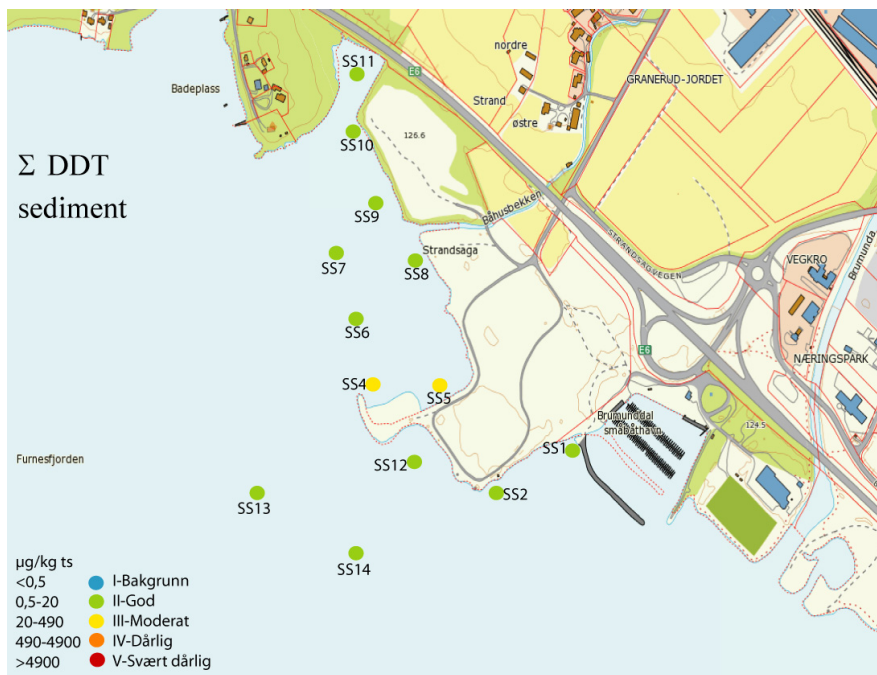 nordre
SS11
E6
GRANERUD-JORDET
Badeplass
Strand
østre
126.6
SS10
Σ DDT
sediment
SS9
Båhusbekken
Strandsaga
STRANDSAGVEGEN
SS7
SS8
VEGKRO
Brumunda
SS6
E6
NÆRINGSPARK
SS4
SS5
Brumunddal
småbåthavn
124.5
SS1
Furnesfjorden
SS12
SS2
SS13
SS14
µg/kg ts
<0,5 I-Bakgrunn
0,5-20 II-God
20-490 III-Moderat
490-4900 IV-Dårlig
>4900 V-Svært dårlig